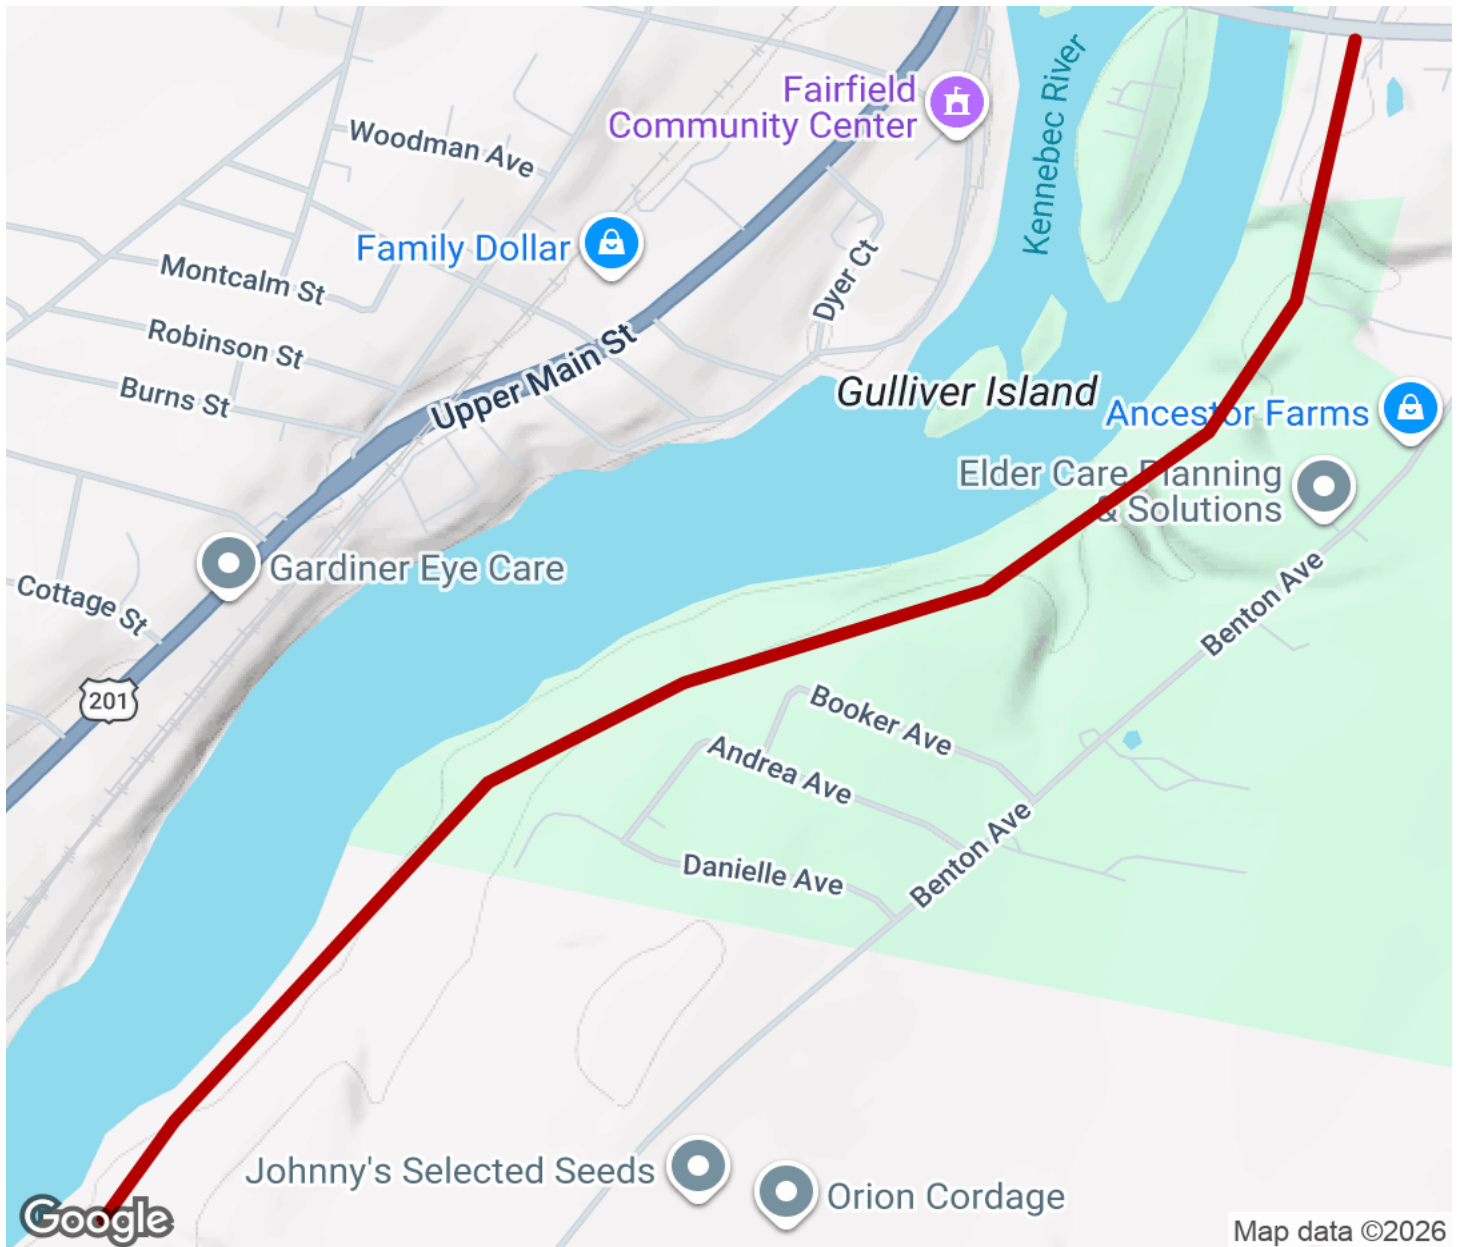 Fairfield
Community Center
Kennebec River
Woodman Ave
Family Dollar
Montcalm St
Dyer Ct
Robinson St
Upper Main St
Burns St
Gulliver Island
Ancestor Farms
Elder Care Planning
& Solutions
Gardiner Eye Care
Cottage St
Benton Ave
201
Booker Ave
Andrea Ave
Benton Ave
Danielle Ave
Johnny's Selected Seeds
Orion Cordage
Google
Map data ©2026